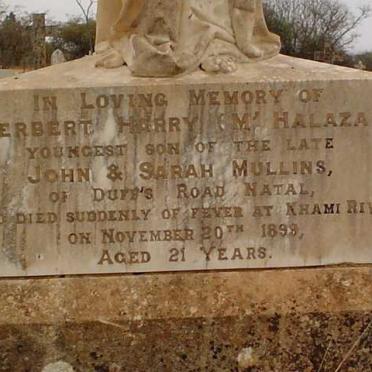 IN LOVING MEMORY OF
ERBERT HARRY (M' HALAZA
YOUNGEST SON OF THE LATE
JOHN & SARAH MULLINS,
OF DUFF'S ROAD NATAL,
O DIED SUDDENLY OF FEVER AT KHAMI RIV
ON NOVEMBER 20TH 1899,
AGED 21 YEARS.